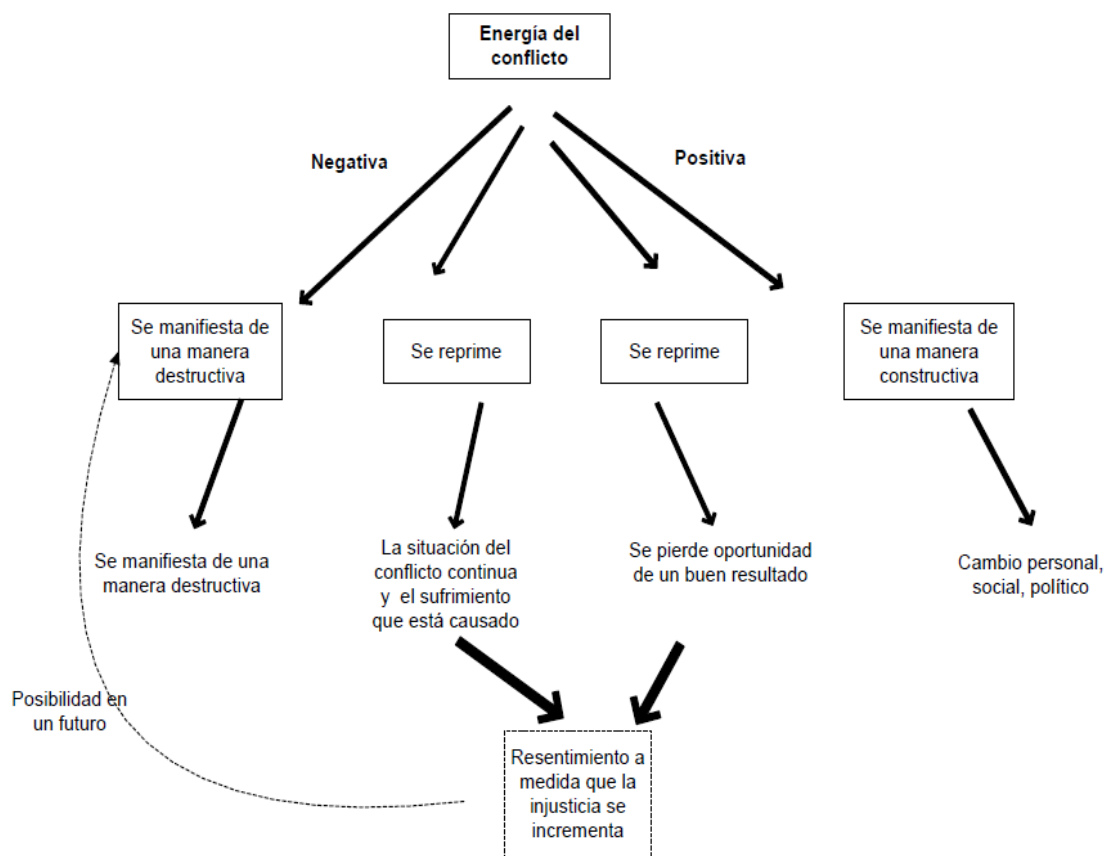 Energía del
conflicto
Negativa
Positiva
Se manifiesta de
una manera
destructiva
Se reprime
Se reprime
Se manifiesta de
una manera
constructiva
Se manifiesta de una
manera destructiva
La situación del
conflicto continua
y el sufrimiento
que está causado
Se pierde oportunidad
de un buen resultado
Cambio personal,
social, político
Posibilidad en
un futuro
Resentimiento a
medida que la
injusticia se
incrementa